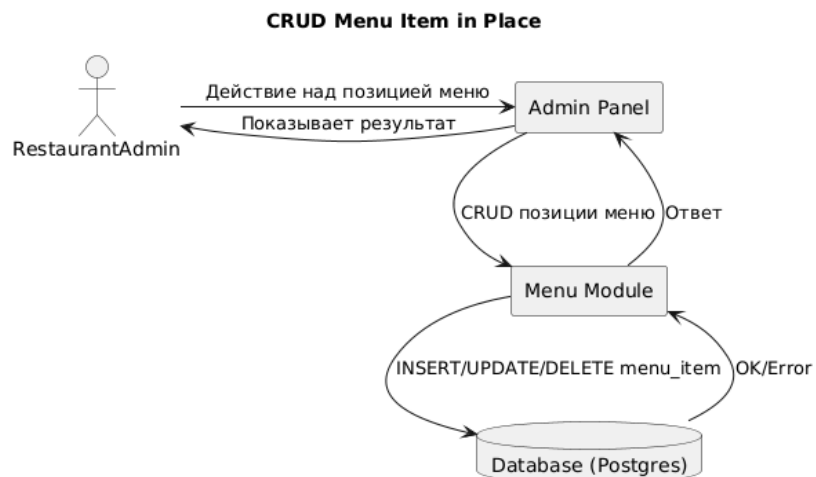 CRUD Menu Item in Place
Действие над позицией меню
Admin Panel
Показывает результат
RestaurantAdmin
CRUD позиции меню
Ответ
Menu Module
INSERT/UPDATE/DELETE menu_item
OK/Error
Database (Postgres)